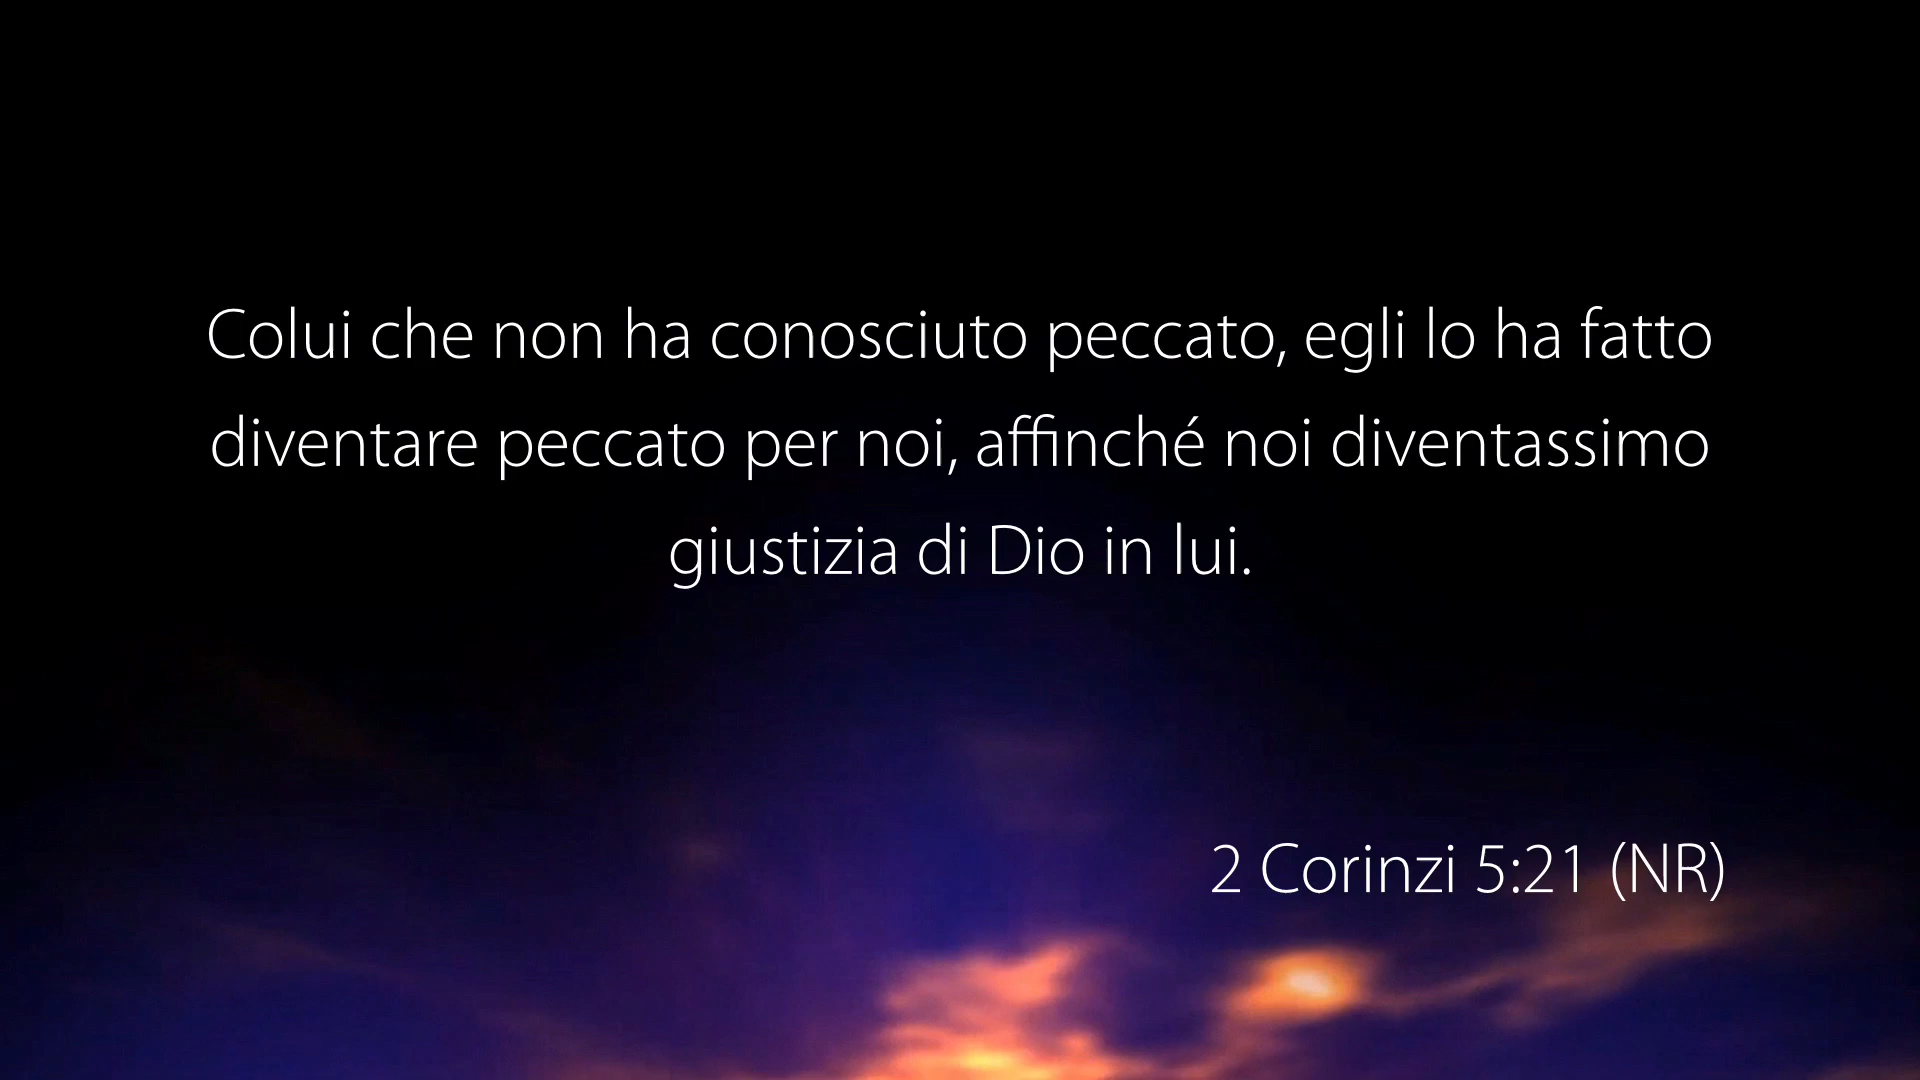 Colui che non ha conosciuto peccato, egli lo ha fatto
diventare peccato per noi, affinché noi diventassimo
giustizia di Dio in lui.
2 Corinzi 5:21 (NR)